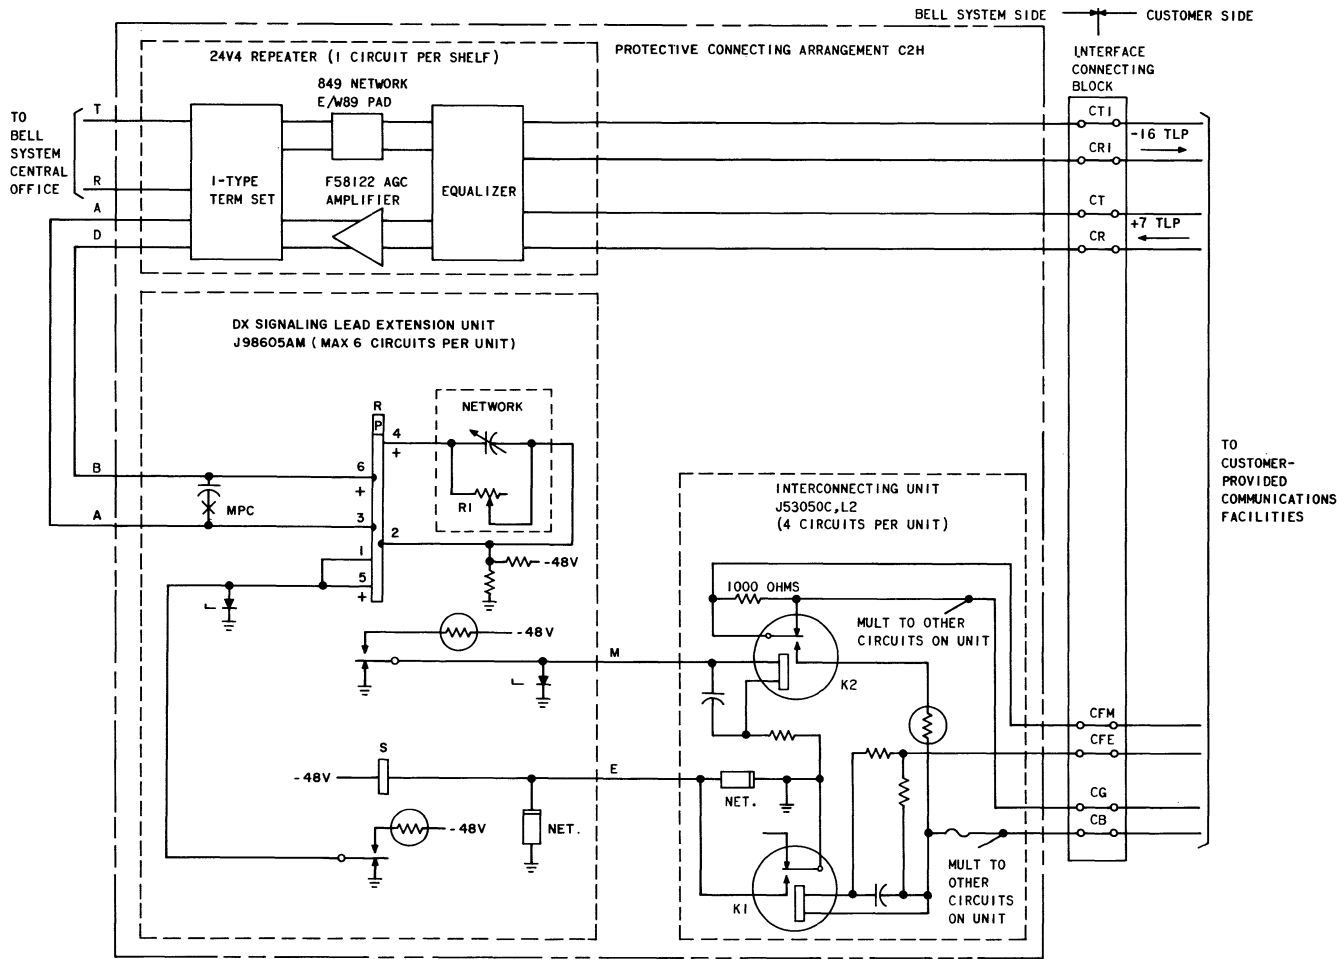 BELL SYSTEM SIDE
CUSTOMER SIDE
PROTECTIVE CONNECTING ARRANGEMENT C2H
INTERFACE
CONNECTING
BLOCK
24V4 REPEATER (1 CIRCUIT PER SHELF)
849 NETWORK
E/W89 PAD
TO
BELL
SYSTEM
CENTRAL
OFFICE
T
R
A
D
1-TYPE
TERM SET
F58122 AGC
AMPLIFIER
EQUALIZER
CT1
-16 TLP
CR1
CT
+7 TLP
CR
DX SIGNALING LEAD EXTENSION UNIT
J98605AM (MAX 6 CIRCUITS PER UNIT)
NETWORK
R
P
4
+
B
6
+
R1
MPC
A
3
2
1
-48V
5
+
-48V
M
S
-48V
E
NET.
-48V
INTERCONNECTING UNIT
J53050C,L2
(4 CIRCUITS PER UNIT)
1000 OHMS
MULT TO OTHER
CIRCUITS ON UNIT
K2
NET.
K1
MULT TO
OTHER
CIRCUITS
ON UNIT
CFM
CFE
CG
CB
TO
CUSTOMER-
PROVIDED
COMMUNICATIONS
FACILITIES